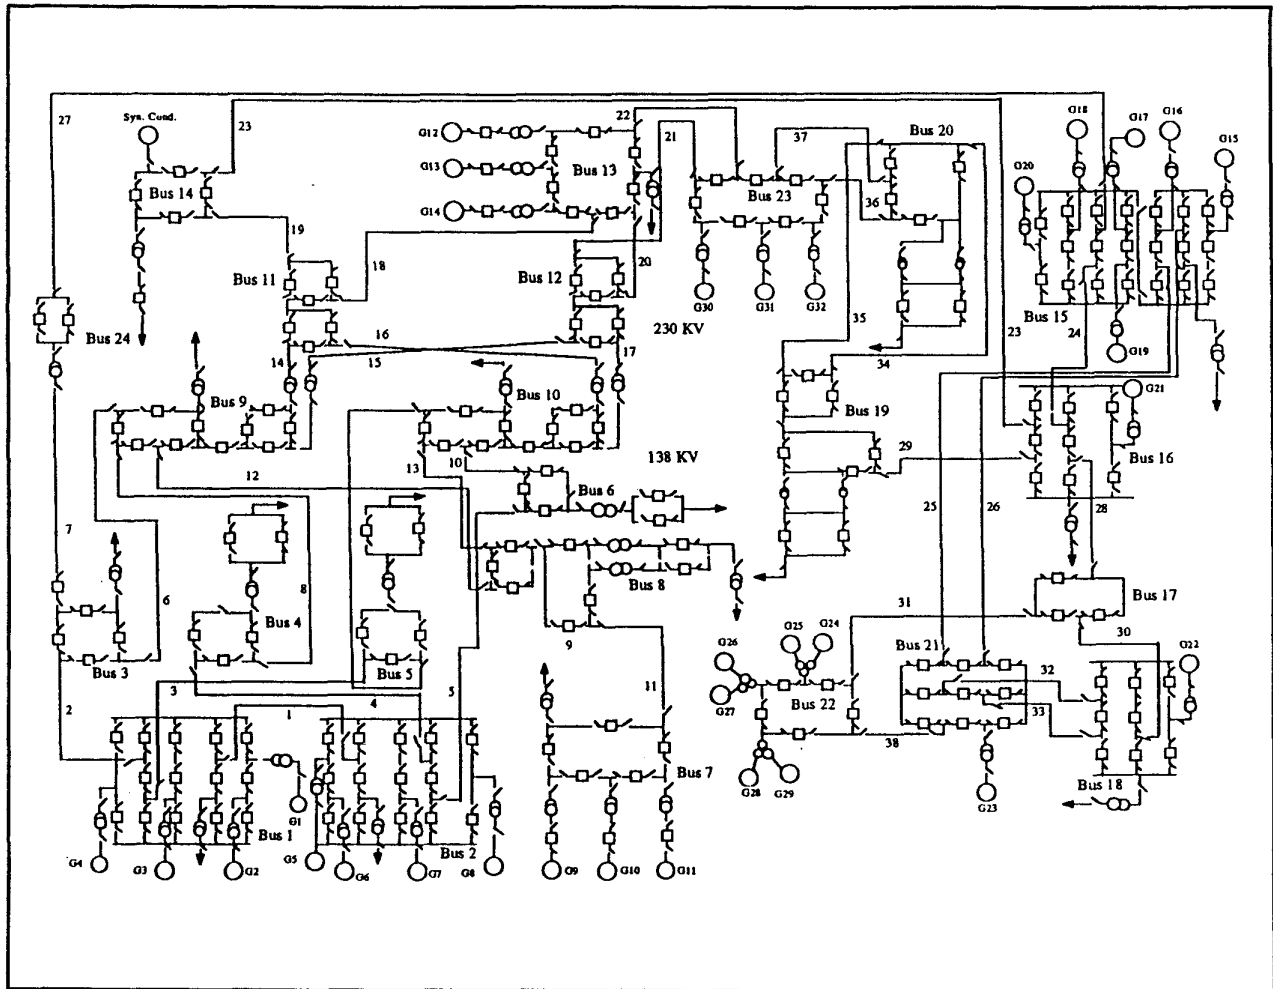 27
Syn. Cond.
23
G12
22
21
37
Bus 20
G18
G17
G16
G15
G13
Bus 13
G20
Bus 14
G14
Bus 23
36
19
18
Bus 11
Bus 12
20
G30
G31
G32
35
23
Bus 15
24
G19
Bus 24
16
230 KV
17
34
14
15
G21
Bus 9
Bus 10
Bus 19
29
Bus 16
12
13
10
138 KV
25
26
28
Bus 6
7
6
8
Bus 4
Bus 8
Bus 17
31
30
9
G25
G24
G26
Bus 21
G22
Bus 3
3
Bus 5
5
32
2
4
11
G27
Bus 22
33
1
38
Bus 7
G28
G29
G23
Bus 18
G1
Bus 1
Bus 2
G4
G3
G2
G5
G6
G7
G8
G9
G10
G11